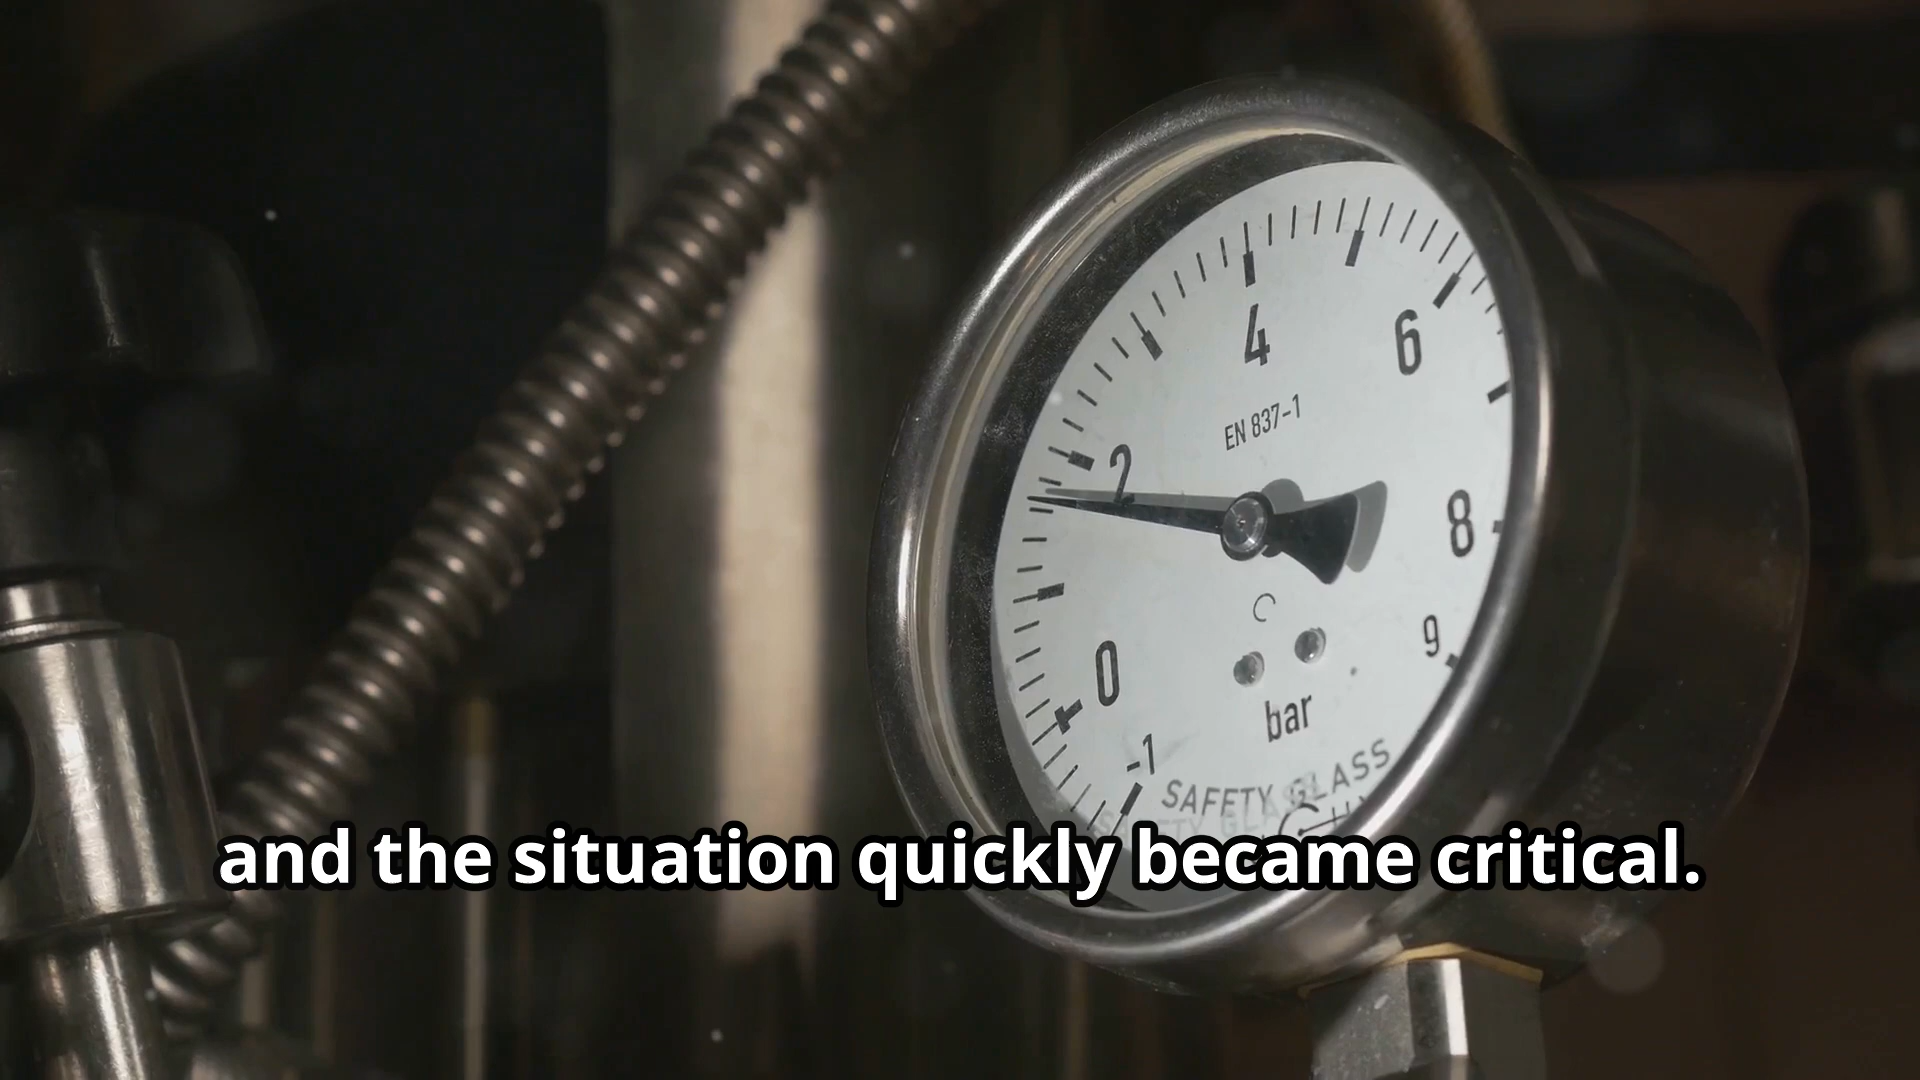 4
6
EN 837-1
2
8
0
9
bar
-1
SAFETY GLASS
and the situation quickly became critical.